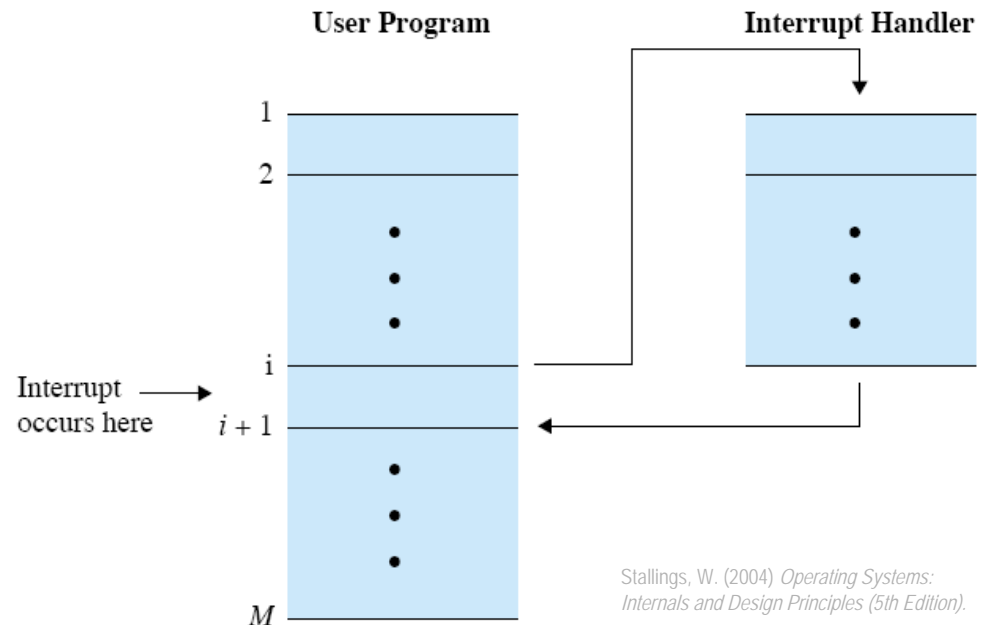 User Program
Interrupt Handler
1
2
i
Interrupt
occurs here
i + 1
M
Stallings, W. (2004) Operating Systems:
Internals and Design Principles (5th Edition).